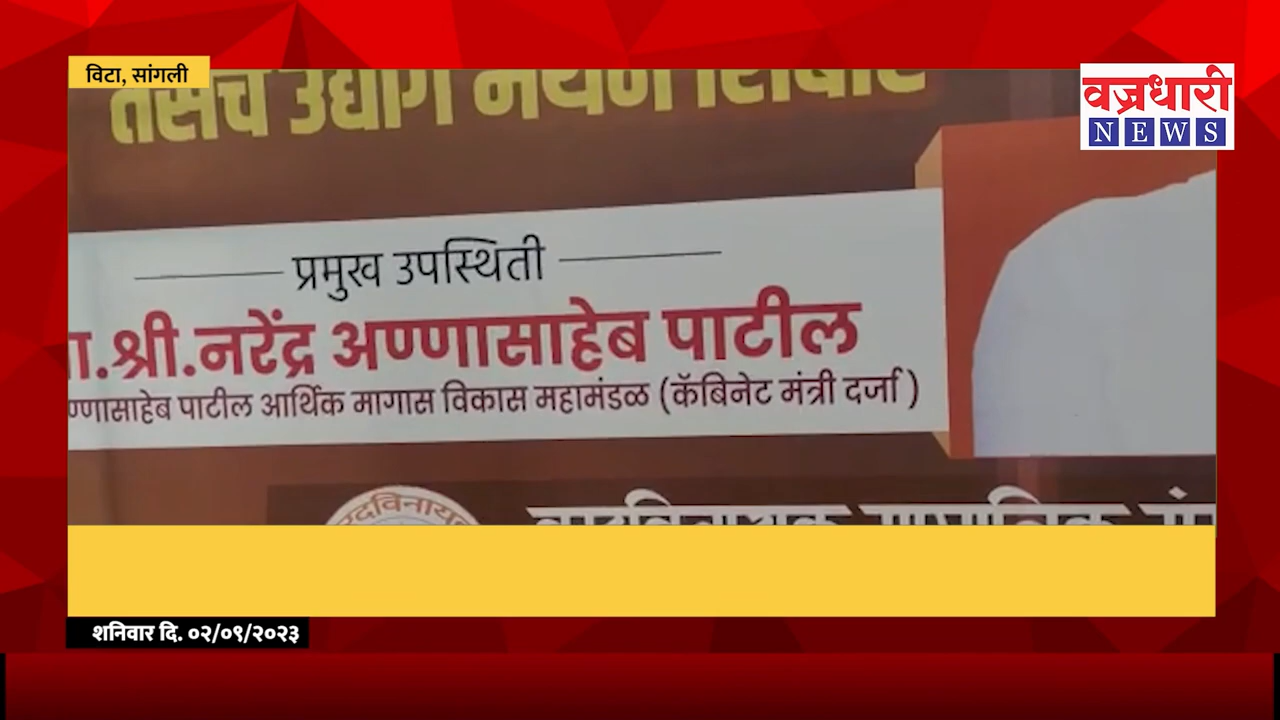 विटा, सांगली
वज्रधारी
NEWS
तसेच उद्योग
प्रमुख उपस्थिती
श्री.नरेंद्र अण्णासाहेब पाटील
पाटील आर्थिक मागास विकास महामंडळ (कॅबिनेट मंत्री दर्जा )
शनिवार दि. ०२/०९/२०२३